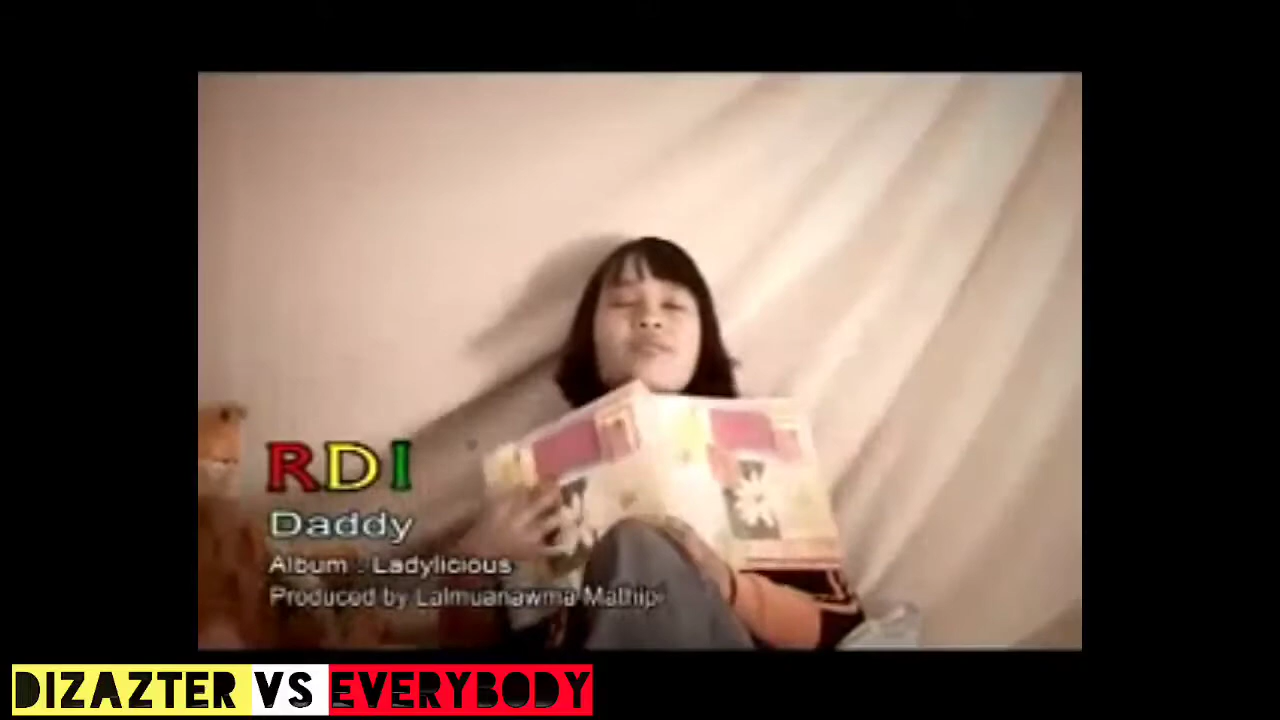 RDI
Daddy
Album : Ladylicious
Produced by Lalmuanawma Mathipi
DIZAZTER VS EVERYBODY